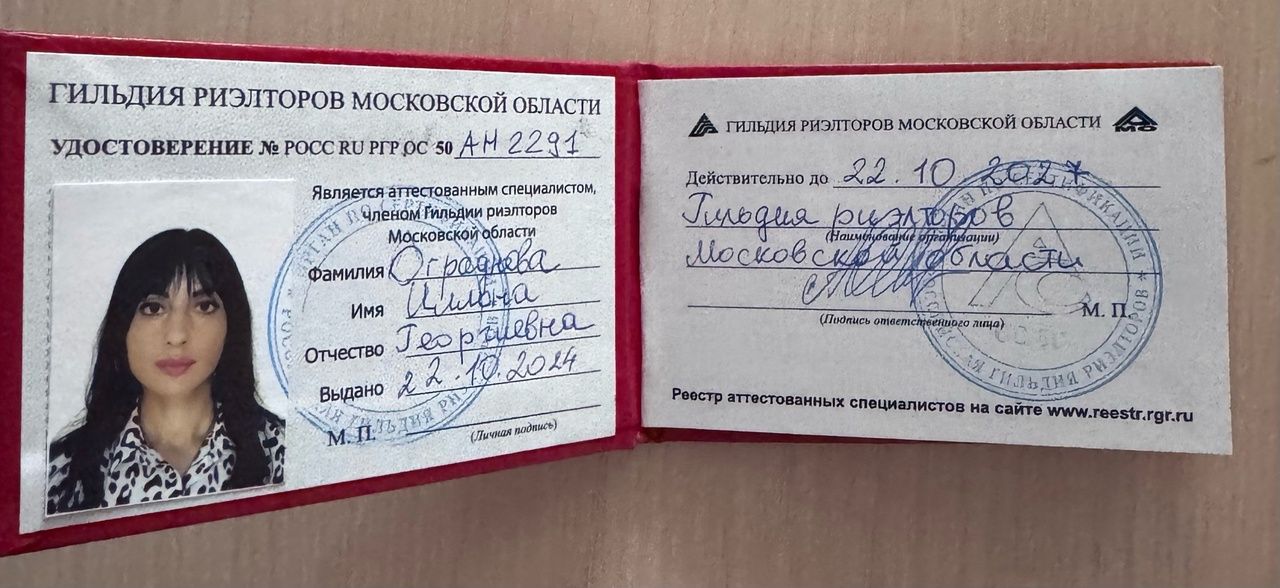 ГИЛЬДИЯ РИЭЛТОРОВ МОСКОВСКОЙ ОБЛАСТИ
УДОСТОВЕРЕНИЕ № РОСС RU РГР ОС 50 АН 2291
Является аттестованным специалистом,
членом Гильдии риэлторов
Московской области
Фамилия Ограднева
Имя Илона
Отчество Георгиевна
Выдано 22.10.2024
М. П.
(Личная подпись)
ГИЛЬДИЯ РИЭЛТОРОВ МОСКОВСКОЙ ОБЛАСТИ
Действительно до 22.10.2027
Гильдия риэлторов
(Наименование организации)
Московской области
М. П.
(Подпись ответственного лица)
Реестр аттестованных специалистов на сайте www.reestr.rgr.ru